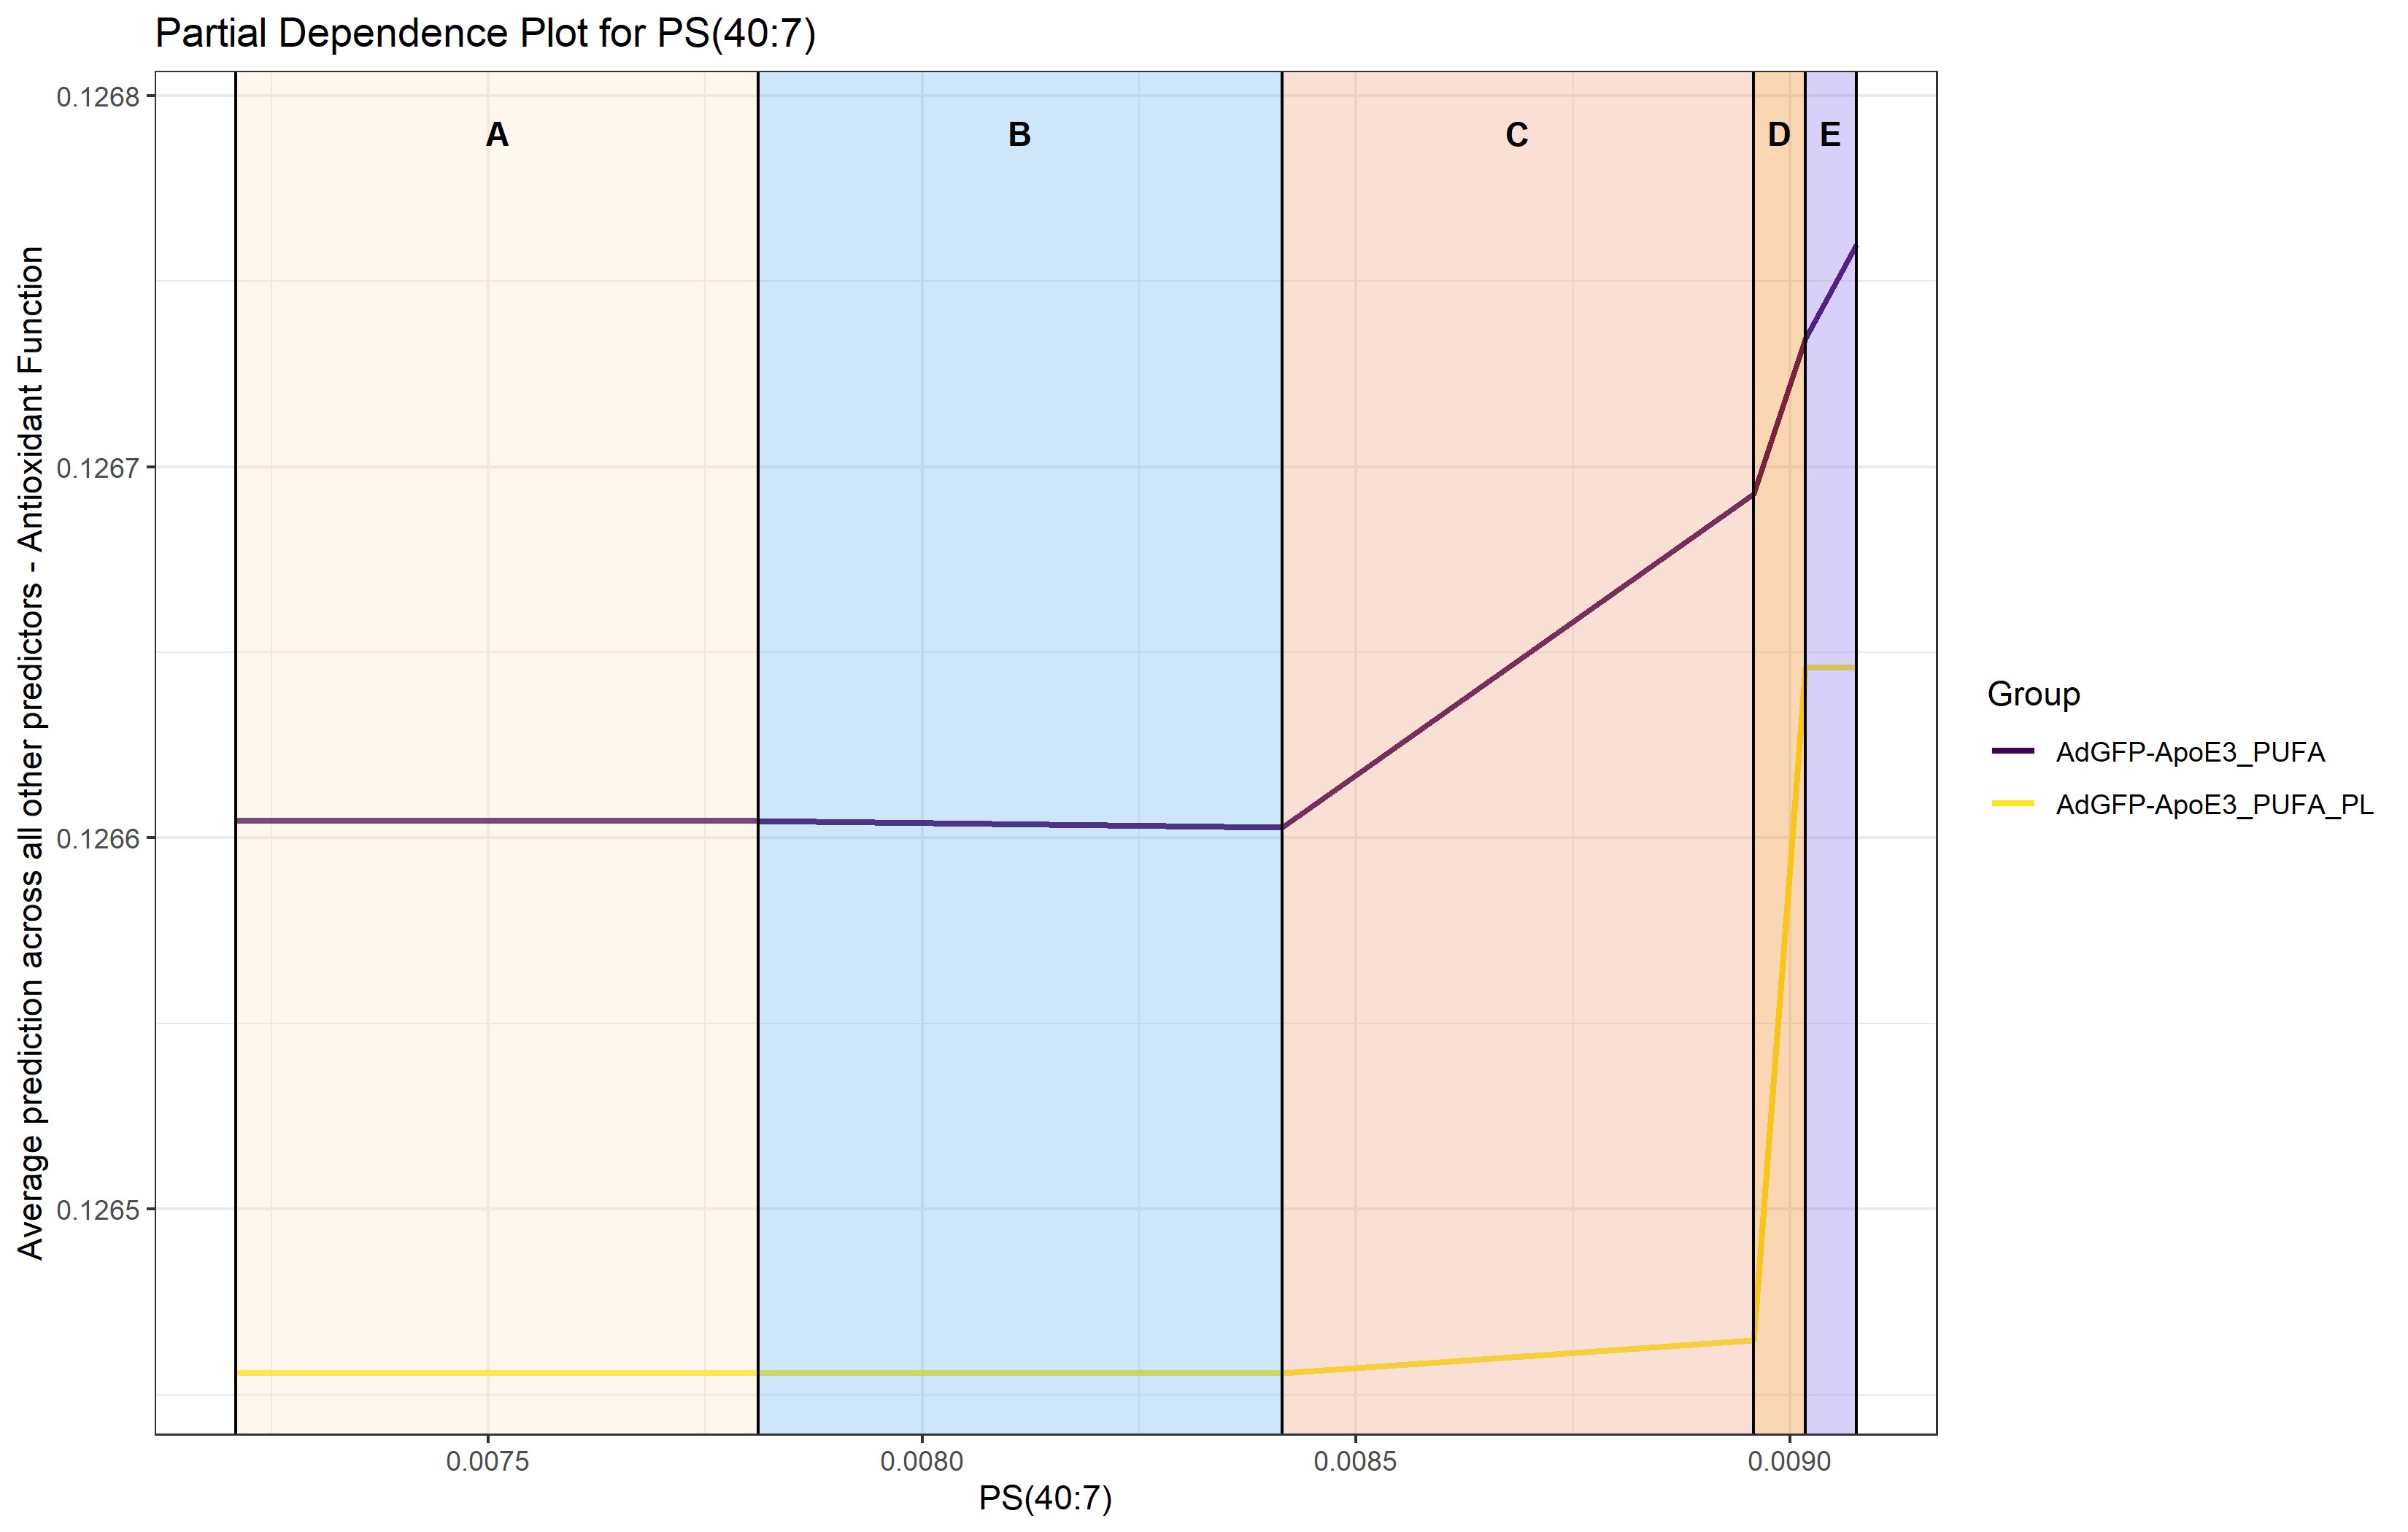 Partial Dependence Plot for PS(40:7)
Average prediction across all other predictors - Antioxidant Function
0.1268
0.1267
0.1266
0.1265
A
B
C
D
E
0.0075
0.0080
0.0085
0.0090
PS(40:7)
Group
AdGFP-ApoE3_PUFA
AdGFP-ApoE3_PUFA_PL